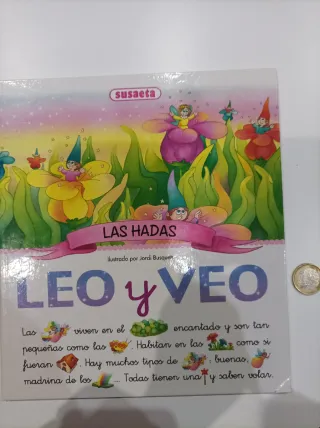 susaeta
LAS HADAS
ilustrado por Jordi Busquets
LEO y VEO
Las viven en el encantado y son tan
pequeñas como las . Habitan en las como si
fueran . Hay muchos tipos de , buenas,
madrina de los ... Todas tienen una y saben volar.